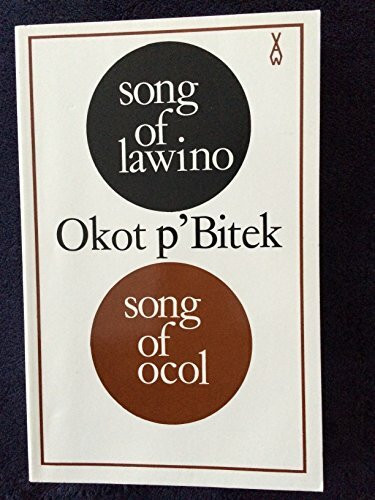 song
of
lawino
Okot p'Bitek
song
of
ocol